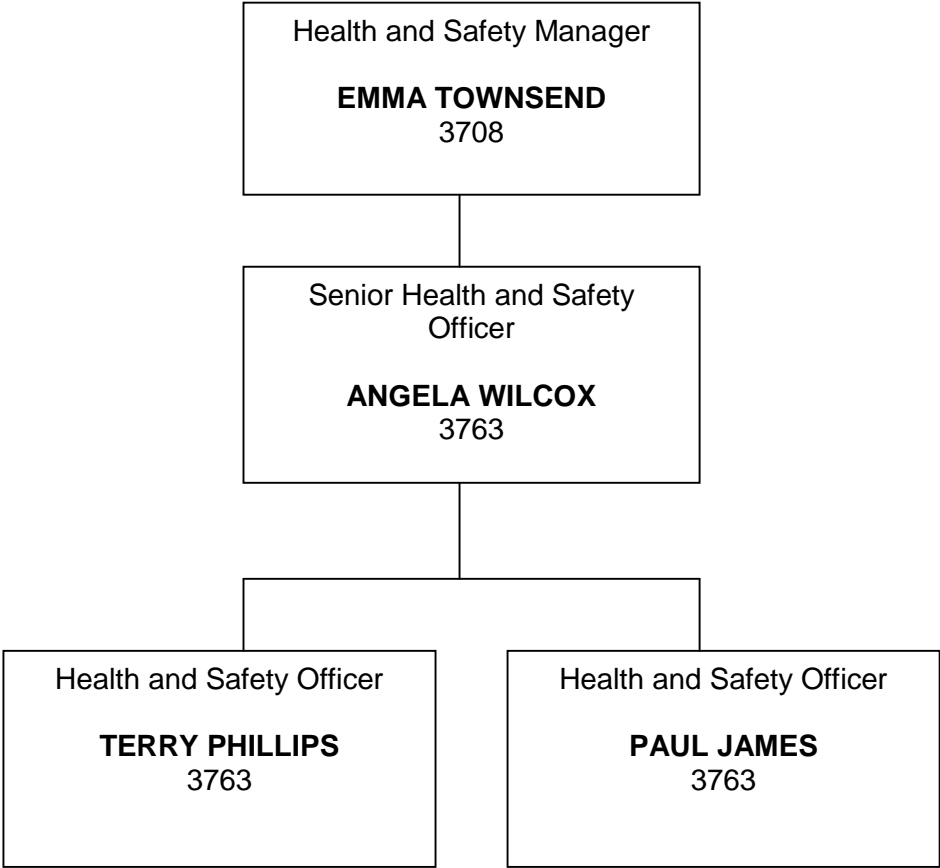 Health and Safety Manager
EMMA TOWNSEND
3708
Senior Health and Safety
Officer
ANGELA WILCOX
3763
Health and Safety Officer
TERRY PHILLIPS
3763
Health and Safety Officer
PAUL JAMES
3763